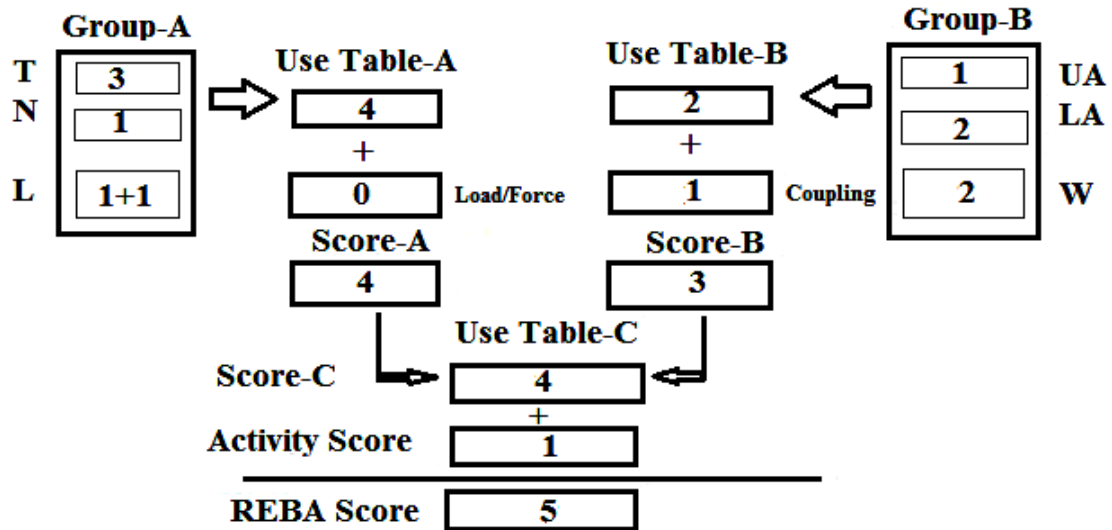 Group-A
Group-B
T
3
Use Table-A
Use Table-B
1
UA
N
1
4
2
2
LA
+
+
L
1+1
0
Load/Force
1
Coupling
2
W
Score-A
Score-B
4
3
Use Table-C
Score-C
4
+
Activity Score
1
REBA Score
5